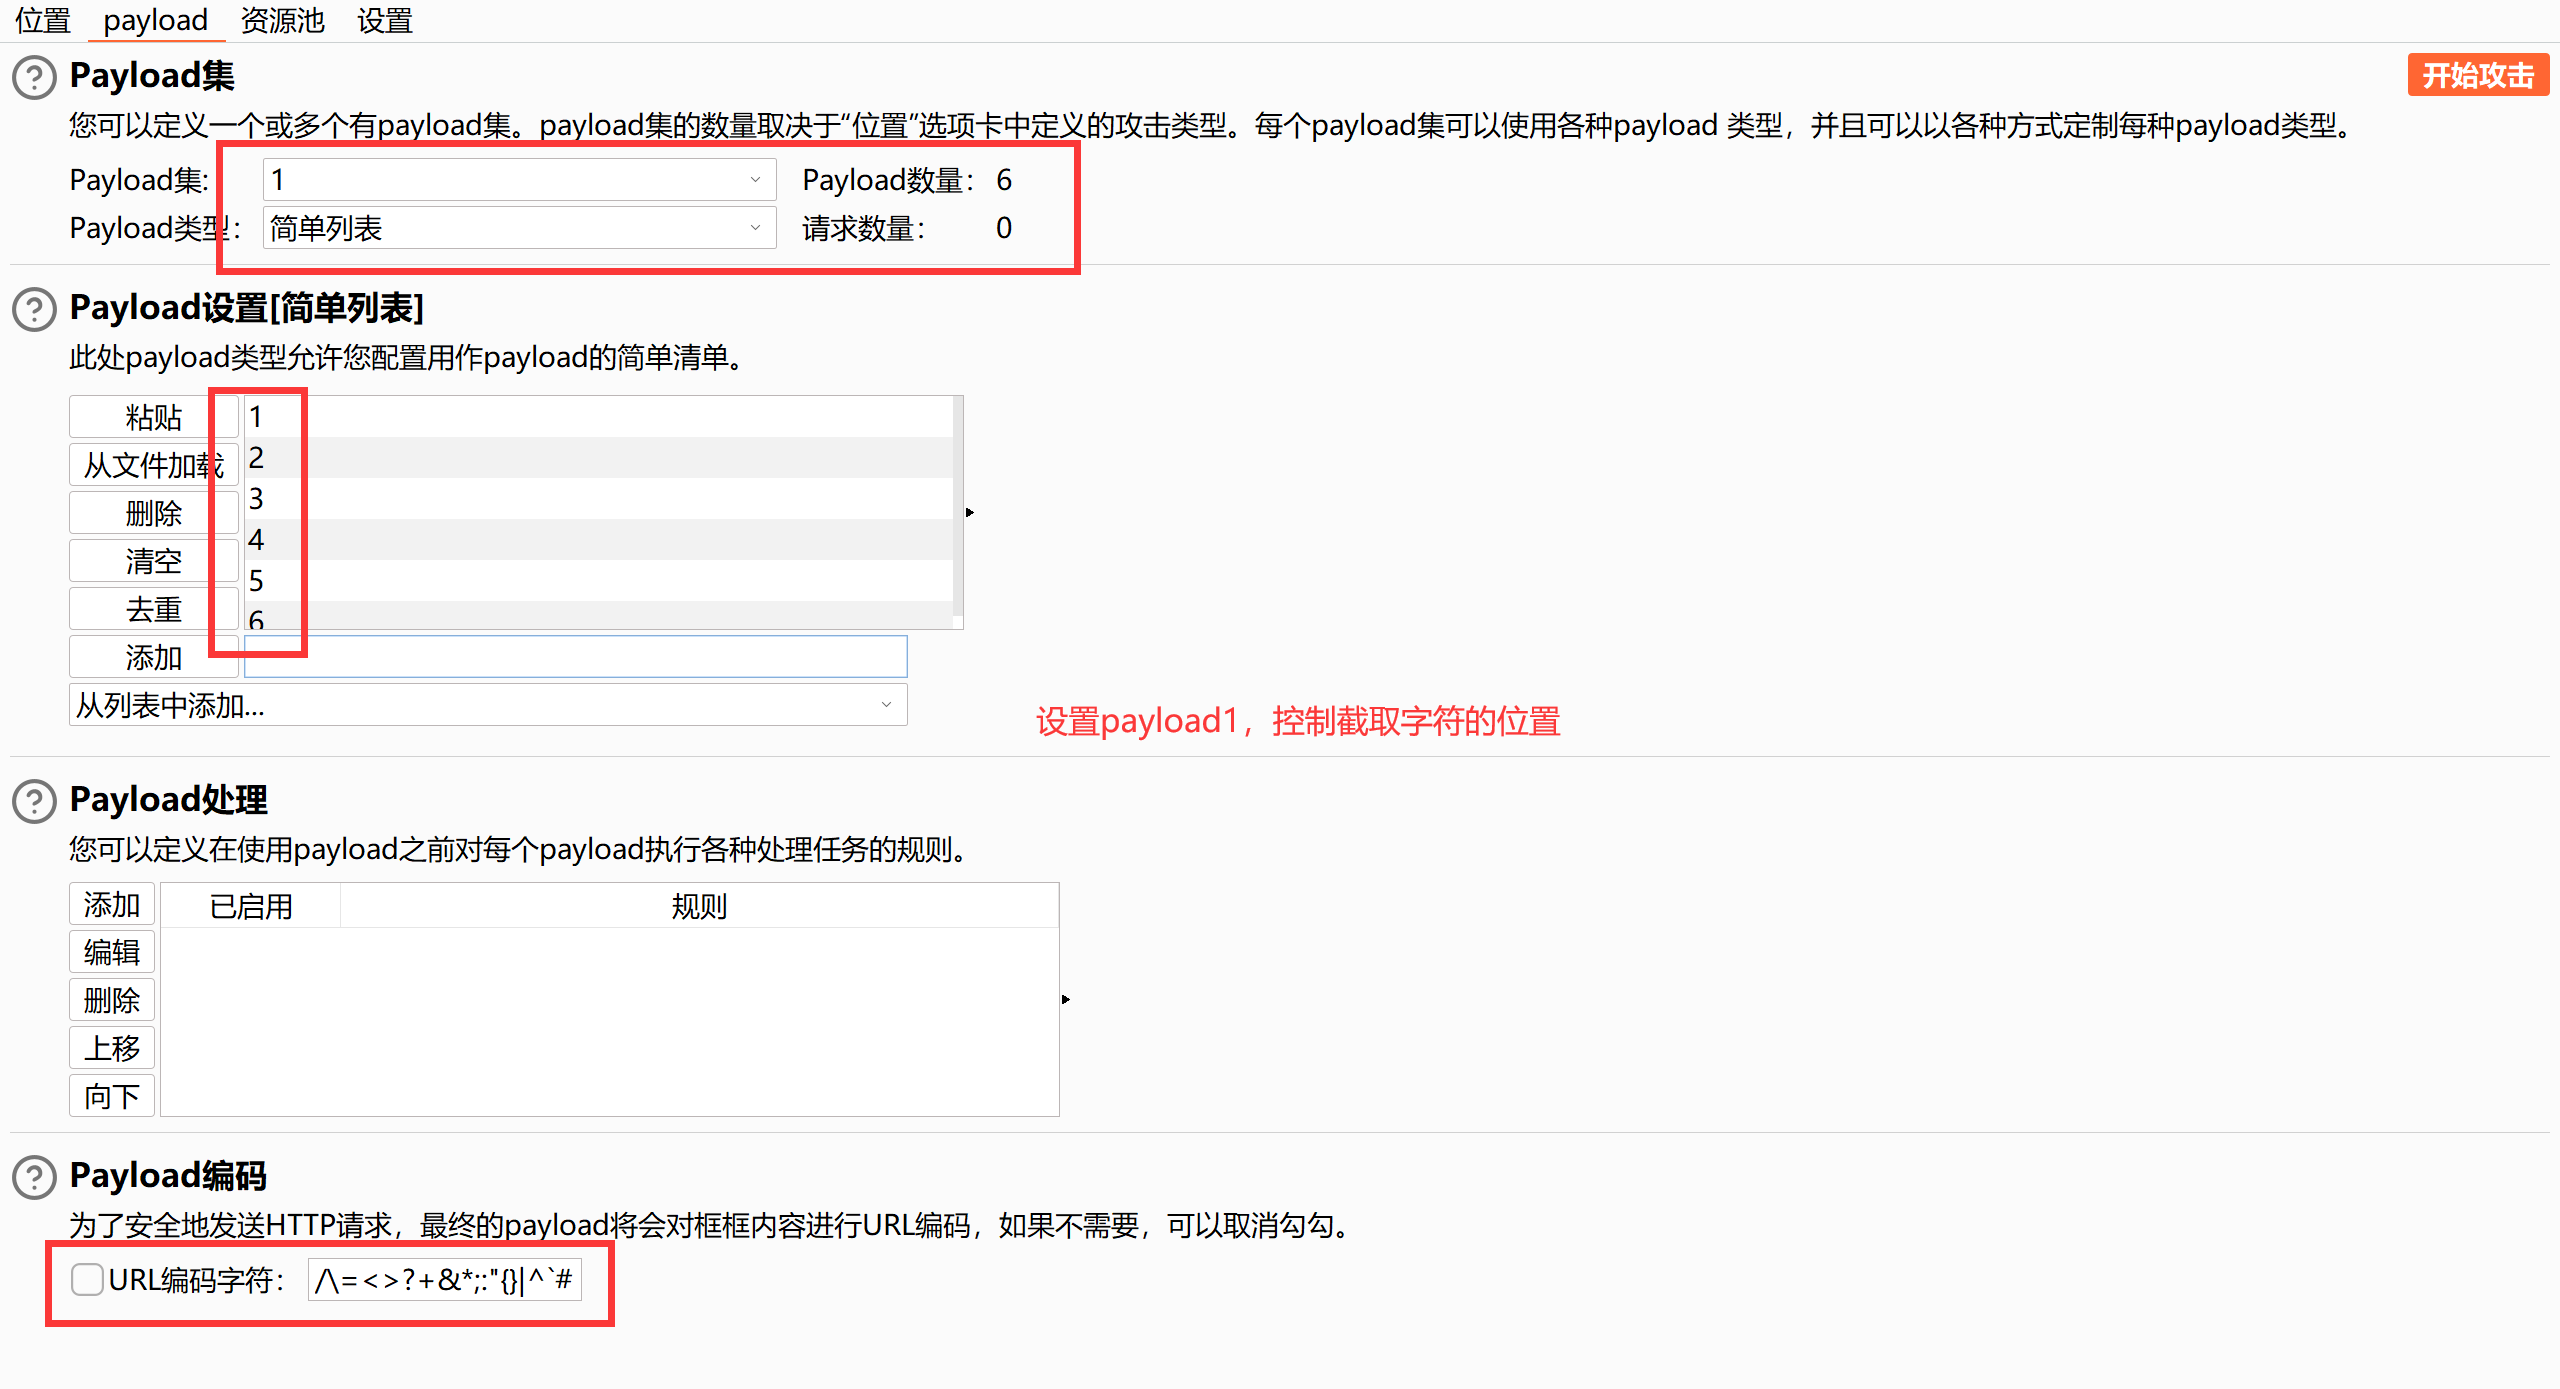 位置 payload 资源池 设置
Payload集 开始攻击
您可以定义一个或多个有payload集。payload集的数量取决于“位置”选项卡中定义的攻击类型。每个payload集可以使用各种payload 类型，并且可以以各种方式定制每种payload类型。
Payload集: 1 Payload数量： 6
Payload类型： 简单列表 请求数量： 0
Payload设置[简单列表]
此处payload类型允许您配置用作payload的简单清单。
粘贴 1
从文件加载 2
删除 3
清空 4
去重 5
6
添加
从列表中添加...
设置payload1，控制截取字符的位置
Payload处理
您可以定义在使用payload之前对每个payload执行各种处理任务的规则。
添加 已启用 规则
编辑
删除
上移
向下
Payload编码
为了安全地发送HTTP请求，最终的payload将会对框框内容进行URL编码，如果不需要，可以取消勾勾。
URL编码字符： /\=<>?+&*;:"{}|^`#